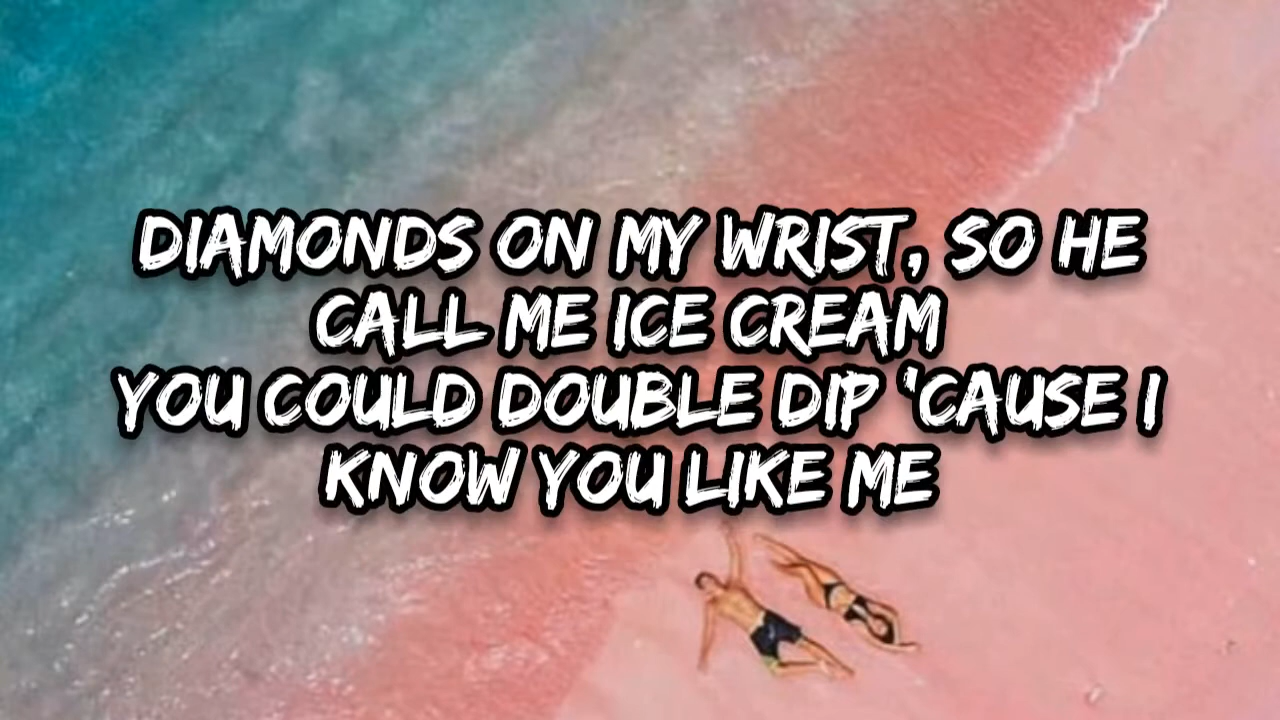 DIAMONDS ON MY WRIST, SO HE
CALL ME ICE CREAM
YOU COULD DOUBLE DIP 'CAUSE I
KNOW YOU LIKE ME